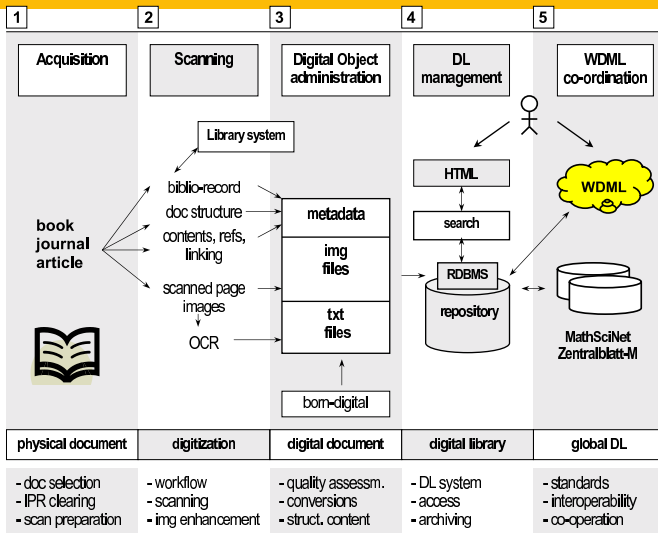 1
2
3
4
5
Acquisition
Scanning
Digital Object
administration
DL
management
WDML
co-ordination
Library system
biblio-record
doc structure
contents, refs,
linking
book
journal
article
scanned page
images
OCR
metadata
img
files
txt
files
born-digital
HTML
search
RDBMS
repository
WDML
MathSciNet
Zentralblatt-M
physical document
digitization
digital document
digital library
global DL
- doc selection
- IPR clearing
- scan preparation
- workflow
- scanning
- img enhancement
- quality assessm.
- conversions
- struct. content
- DL system
- access
- archiving
- standards
- interoperability
- co-operation